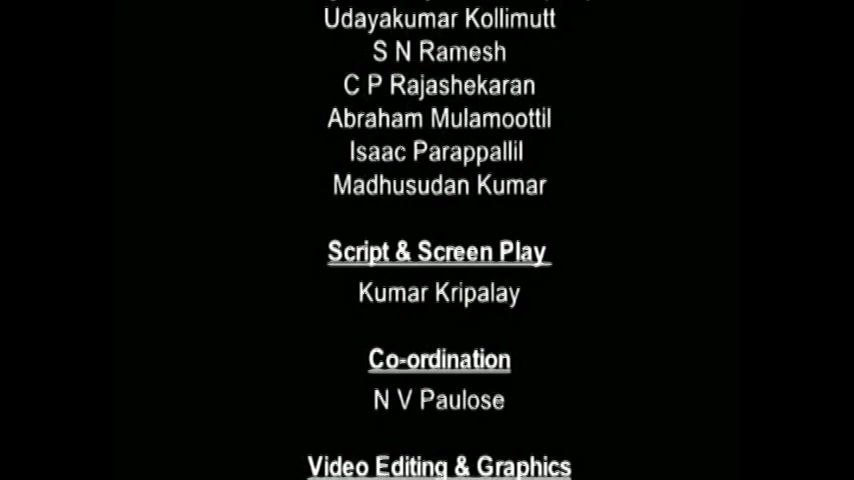 Udayakumar Kollimutt
S N Ramesh
C P Rajashekaran
Abraham Mulamoottil
Isaac Parappallil
Madhusudan Kumar
Script & Screen Play
Kumar Kripalay
Co-ordination
N V Paulose
Video Editing & Graphics